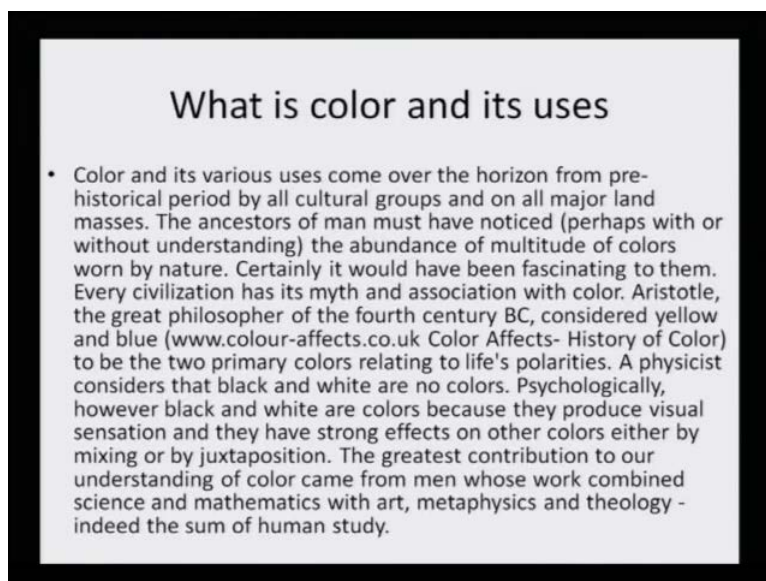 What is color and its uses
• Color and its various uses come over the horizon from pre-
historical period by all cultural groups and on all major land
masses. The ancestors of man must have noticed (perhaps with or
without understanding) the abundance of multitude of colors
worn by nature. Certainly it would have been fascinating to them.
Every civilization has its myth and association with color. Aristotle,
the great philosopher of the fourth century BC, considered yellow
and blue (www.colour-affects.co.uk Color Affects- History of Color)
to be the two primary colors relating to life's polarities. A physicist
considers that black and white are no colors. Psychologically,
however black and white are colors because they produce visual
sensation and they have strong effects on other colors either by
mixing or by juxtaposition. The greatest contribution to our
understanding of color came from men whose work combined
science and mathematics with art, metaphysics and theology -
indeed the sum of human study.